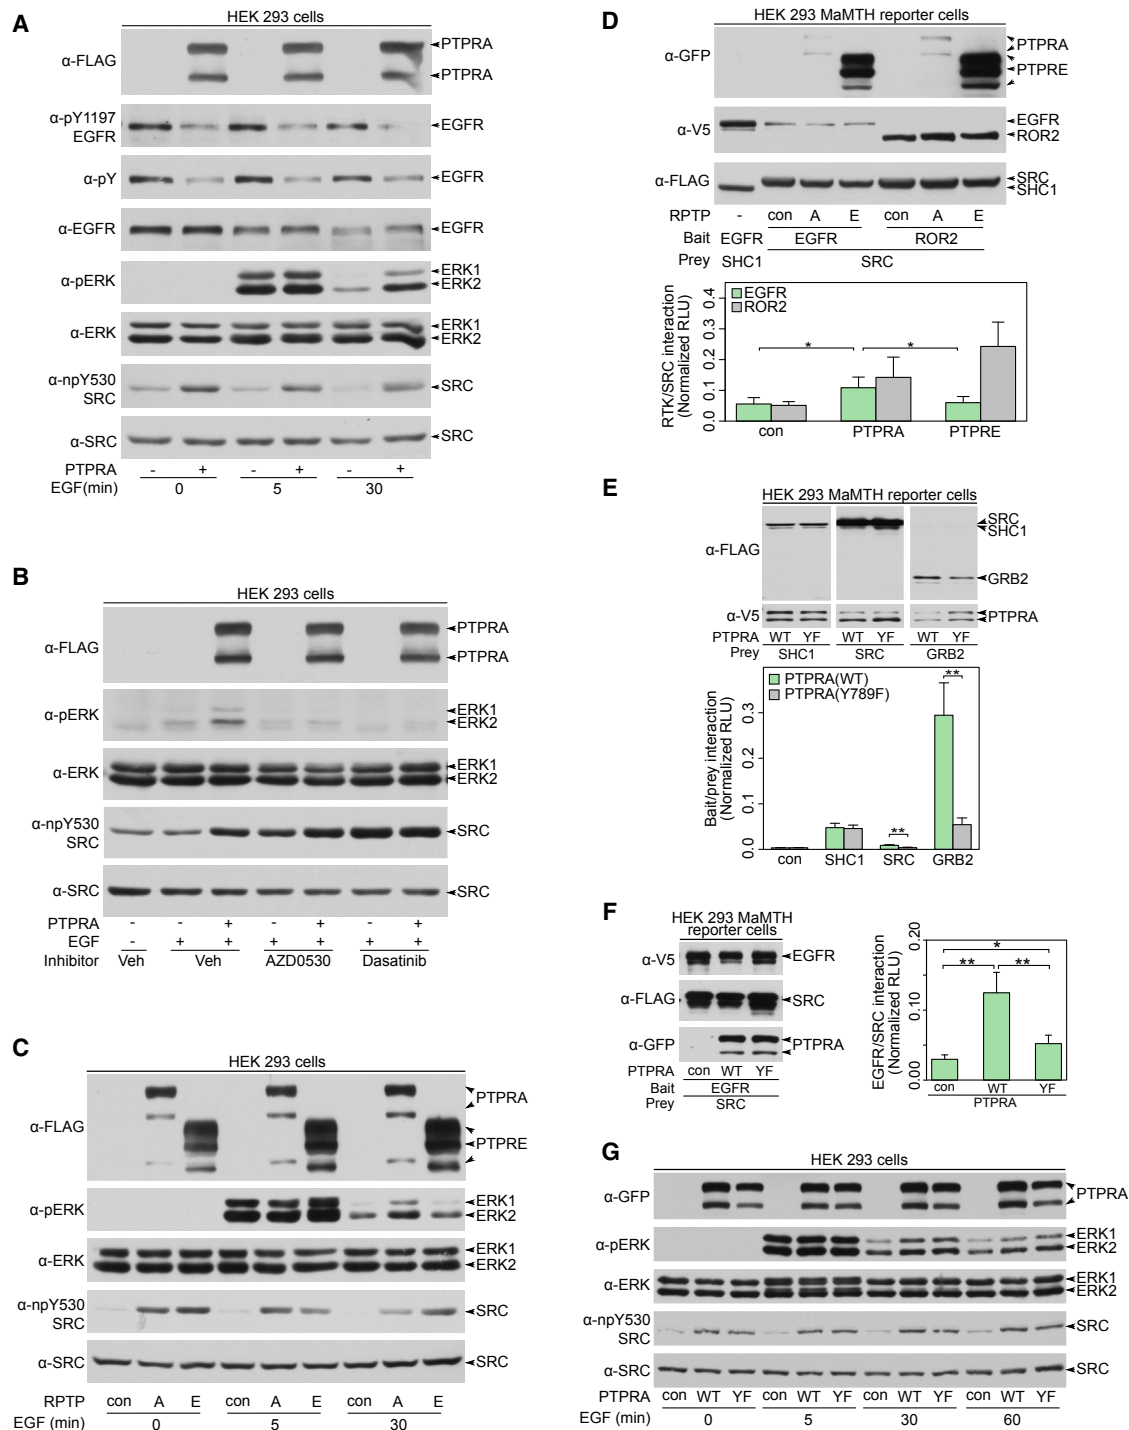 A
HEK 293 cells
α-FLAG
PTPRA
PTPRA
α-pY1197
EGFR
EGFR
α-pY
EGFR
α-EGFR
EGFR
α-pERK
ERK1
ERK2
α-ERK
ERK1
ERK2
α-npY530
SRC
SRC
α-SRC
SRC
PTPRA - + - + - +
EGF(min) 0 5 30
B
HEK 293 cells
α-FLAG
PTPRA
PTPRA
α-pERK
ERK1
ERK2
α-ERK
ERK1
ERK2
α-npY530
SRC
SRC
α-SRC
SRC
PTPRA - - + - + - +
EGF - + + + + + +
Inhibitor Veh Veh AZD0530 Dasatinib
C
HEK 293 cells
α-FLAG
PTPRA
PTPRE
α-pERK
ERK1
ERK2
α-ERK
ERK1
ERK2
α-npY530
SRC
SRC
α-SRC
SRC
RPTP con A E con A E con A E
EGF (min) 0 5 30
D
HEK 293 MaMTH reporter cells
α-GFP
PTPRA
PTPRE
α-V5
EGFR
ROR2
α-FLAG
SRC
SHC1
RPTP - con A E con A E
Bait EGFR EGFR ROR2
Prey SHC1 SRC
RTK/SRC interaction
(Normalized RLU)
0.4
0.3
0.2
0.1
0.0
EGFR
ROR2
* *
con PTPRA PTPRE
E
HEK 293 MaMTH reporter cells
α-FLAG
SRC
SHC1
GRB2
α-V5
PTPRA
PTPRA WT YF WT YF WT YF
Prey SHC1 SRC GRB2
Bait/prey interaction
(Normalized RLU)
0.3
0.2
0.1
0.0
PTPRA(WT)
PTPRA(Y789F)
**
**
con SHC1 SRC GRB2
F
HEK 293 MaMTH
reporter cells
α-V5
EGFR
α-FLAG
SRC
α-GFP
PTPRA
PTPRA con WT YF
Bait EGFR
Prey SRC
EGFR/SRC interaction
(Normalized RLU)
0.20
0.10
0.00
*
** **
con WT YF
PTPRA
G
HEK 293 cells
α-GFP
PTPRA
α-pERK
ERK1
ERK2
α-ERK
ERK1
ERK2
α-npY530
SRC
SRC
α-SRC
SRC
PTPRA con WT YF con WT YF con WT YF con WT YF
EGF (min) 0 5 30 60